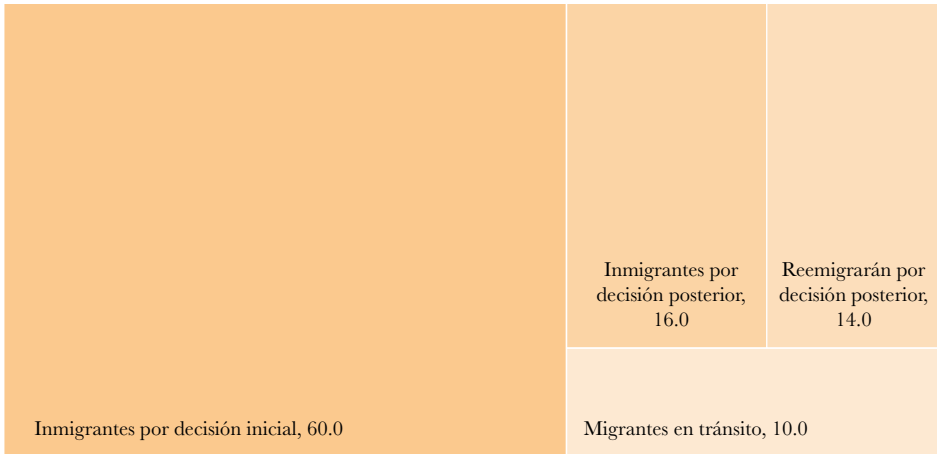 Inmigrantes por
decisión posterior,
16.0
Reemigrarán por
decisión posterior,
14.0
Inmigrantes por decisión inicial, 60.0
Migrantes en tránsito, 10.0